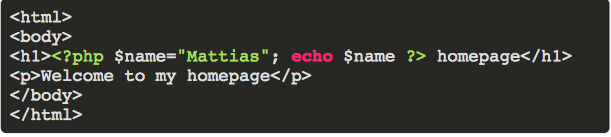 <html>
<body>
<h1><?php $name="Mattias"; echo $name ?> homepage</h1>
<p>Welcome to my homepage</p>
</body>
</html>